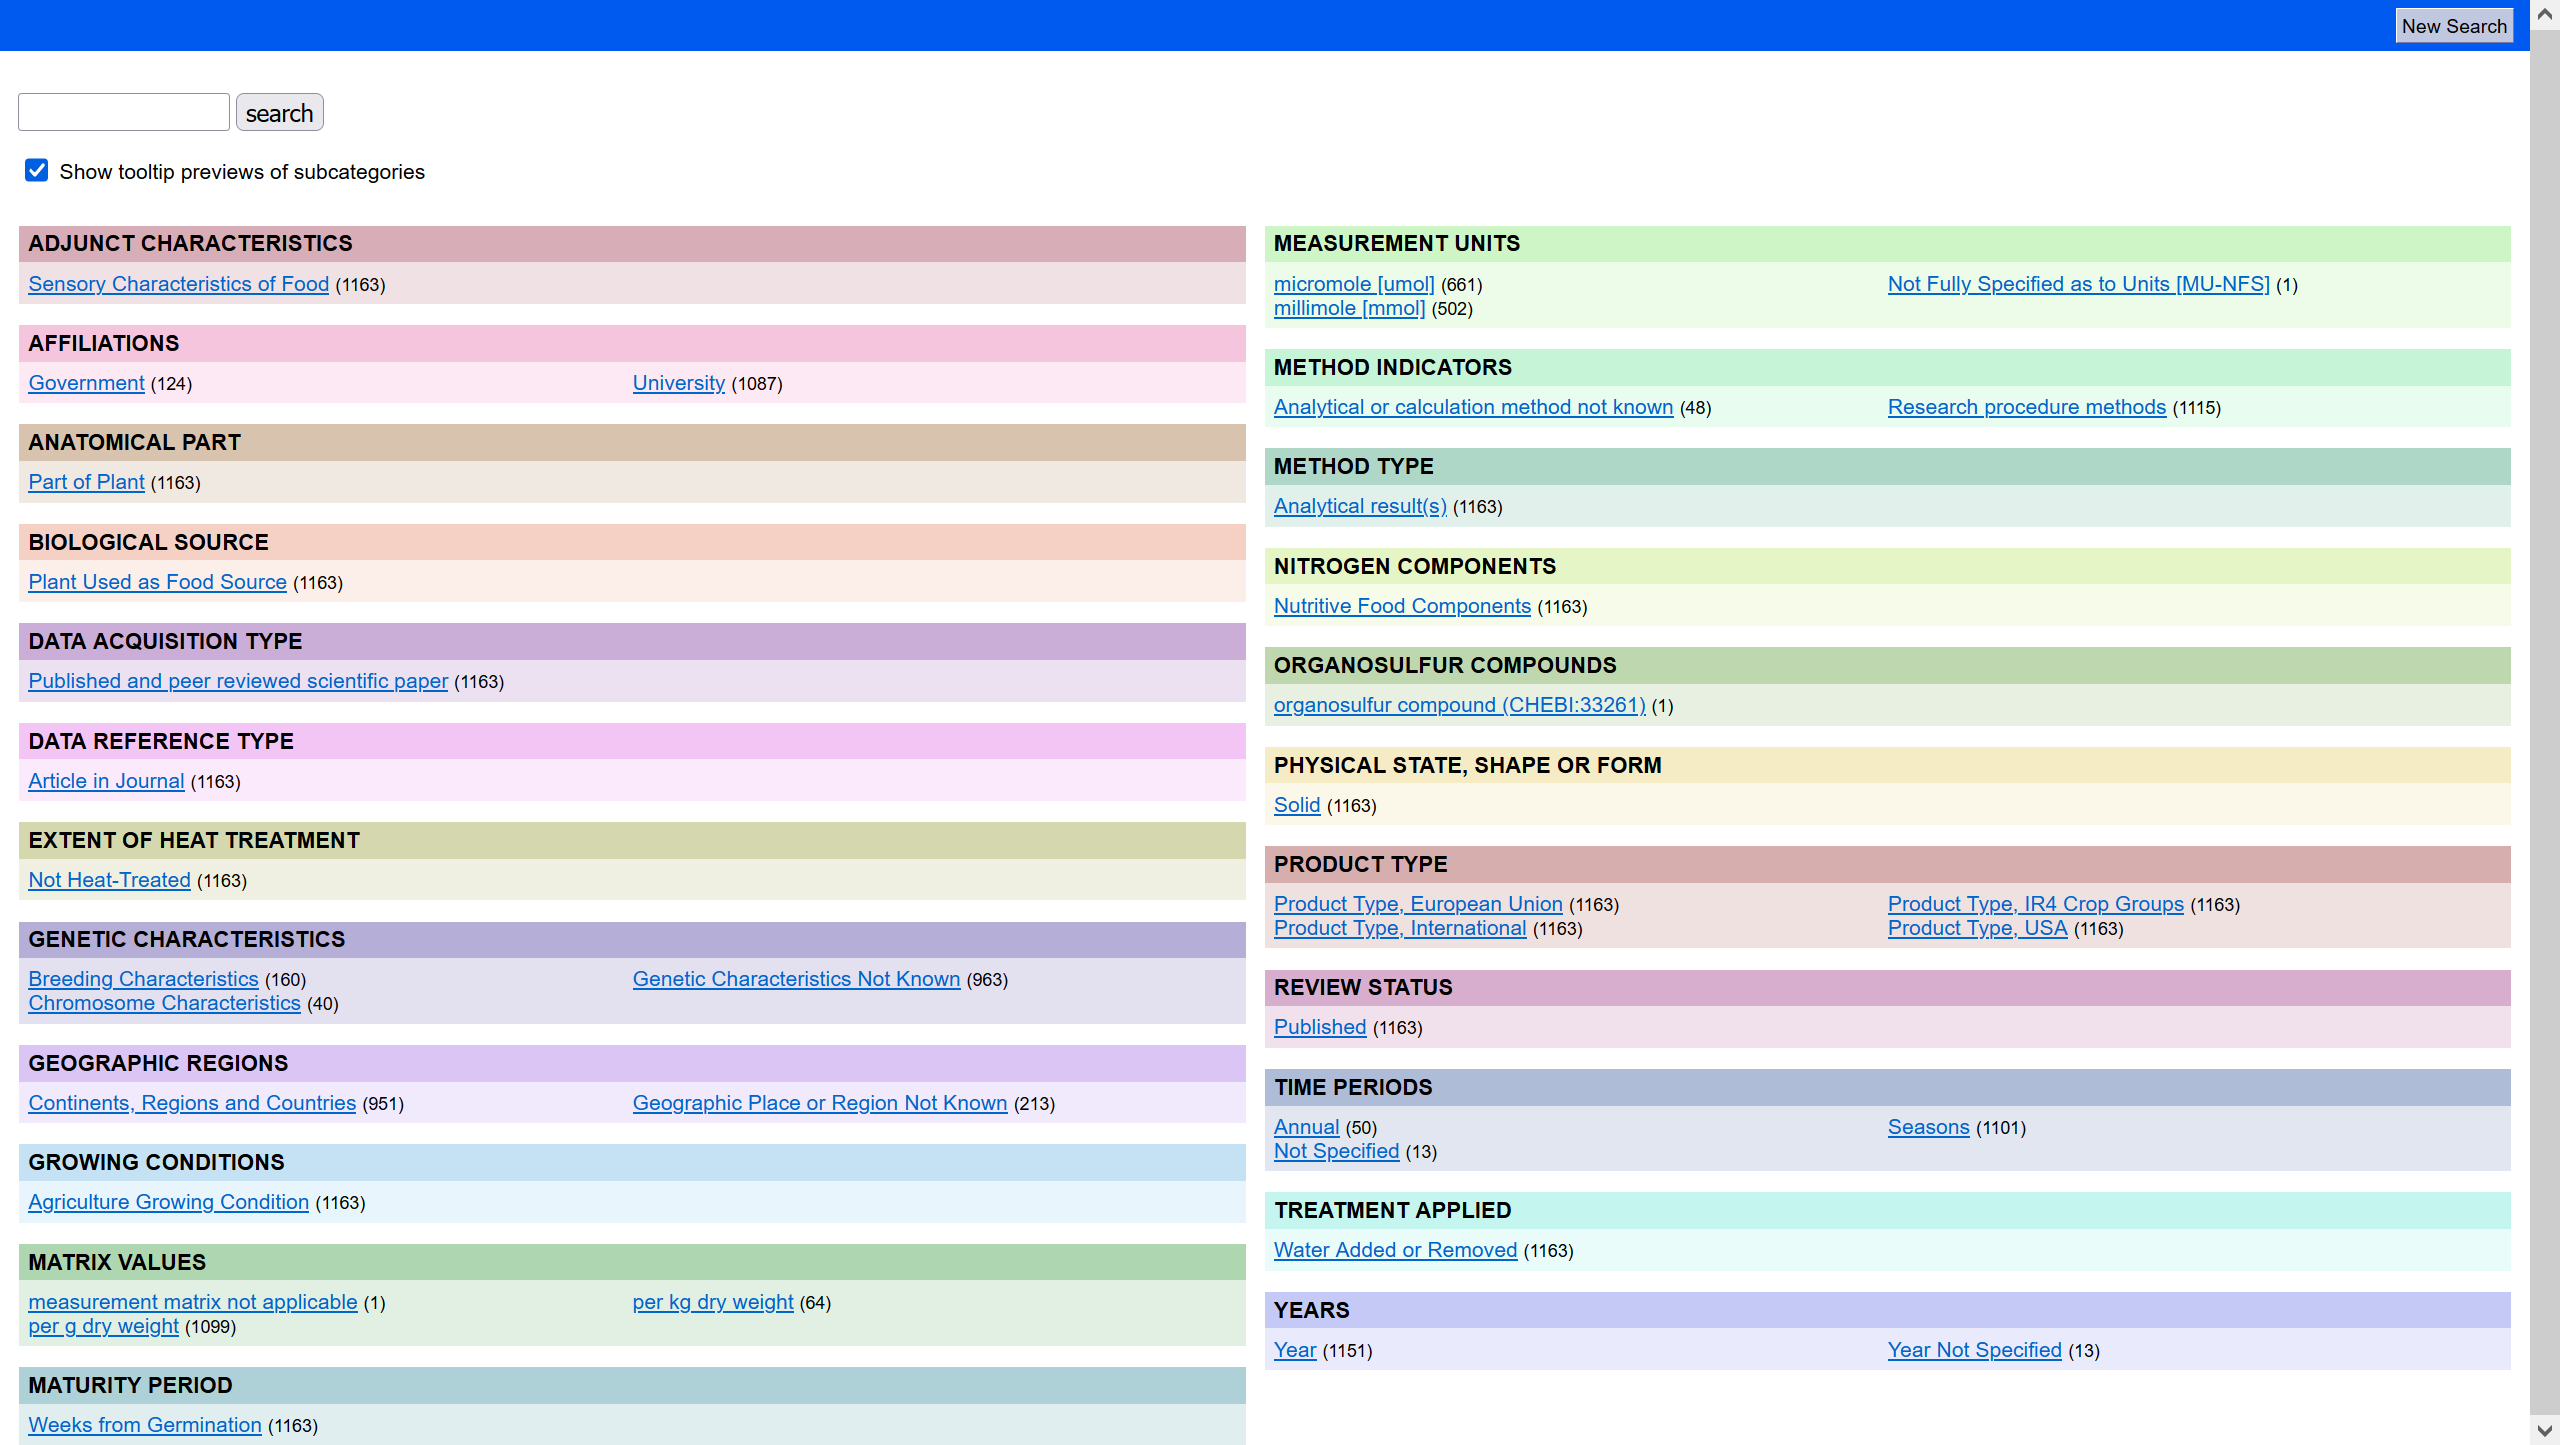 New Search
search
Show tooltip previews of subcategories
ADJUNCT CHARACTERISTICS
Sensory Characteristics of Food (1163)
AFFILIATIONS
Government (124)
University (1087)
ANATOMICAL PART
Part of Plant (1163)
BIOLOGICAL SOURCE
Plant Used as Food Source (1163)
DATA ACQUISITION TYPE
Published and peer reviewed scientific paper (1163)
DATA REFERENCE TYPE
Article in Journal (1163)
EXTENT OF HEAT TREATMENT
Not Heat-Treated (1163)
GENETIC CHARACTERISTICS
Breeding Characteristics (160)
Chromosome Characteristics (40)
Genetic Characteristics Not Known (963)
GEOGRAPHIC REGIONS
Continents, Regions and Countries (951)
Geographic Place or Region Not Known (213)
GROWING CONDITIONS
Agriculture Growing Condition (1163)
MATRIX VALUES
measurement matrix not applicable (1)
per g dry weight (1099)
per kg dry weight (64)
MATURITY PERIOD
Weeks from Germination (1163)
MEASUREMENT UNITS
micromole [umol] (661)
millimole [mmol] (502)
Not Fully Specified as to Units [MU-NFS] (1)
METHOD INDICATORS
Analytical or calculation method not known (48)
Research procedure methods (1115)
METHOD TYPE
Analytical result(s) (1163)
NITROGEN COMPONENTS
Nutritive Food Components (1163)
ORGANOSULFUR COMPOUNDS
organosulfur compound (CHEBI:33261) (1)
PHYSICAL STATE, SHAPE OR FORM
Solid (1163)
PRODUCT TYPE
Product Type, European Union (1163)
Product Type, International (1163)
Product Type, IR4 Crop Groups (1163)
Product Type, USA (1163)
REVIEW STATUS
Published (1163)
TIME PERIODS
Annual (50)
Not Specified (13)
Seasons (1101)
TREATMENT APPLIED
Water Added or Removed (1163)
YEARS
Year (1151)
Year Not Specified (13)